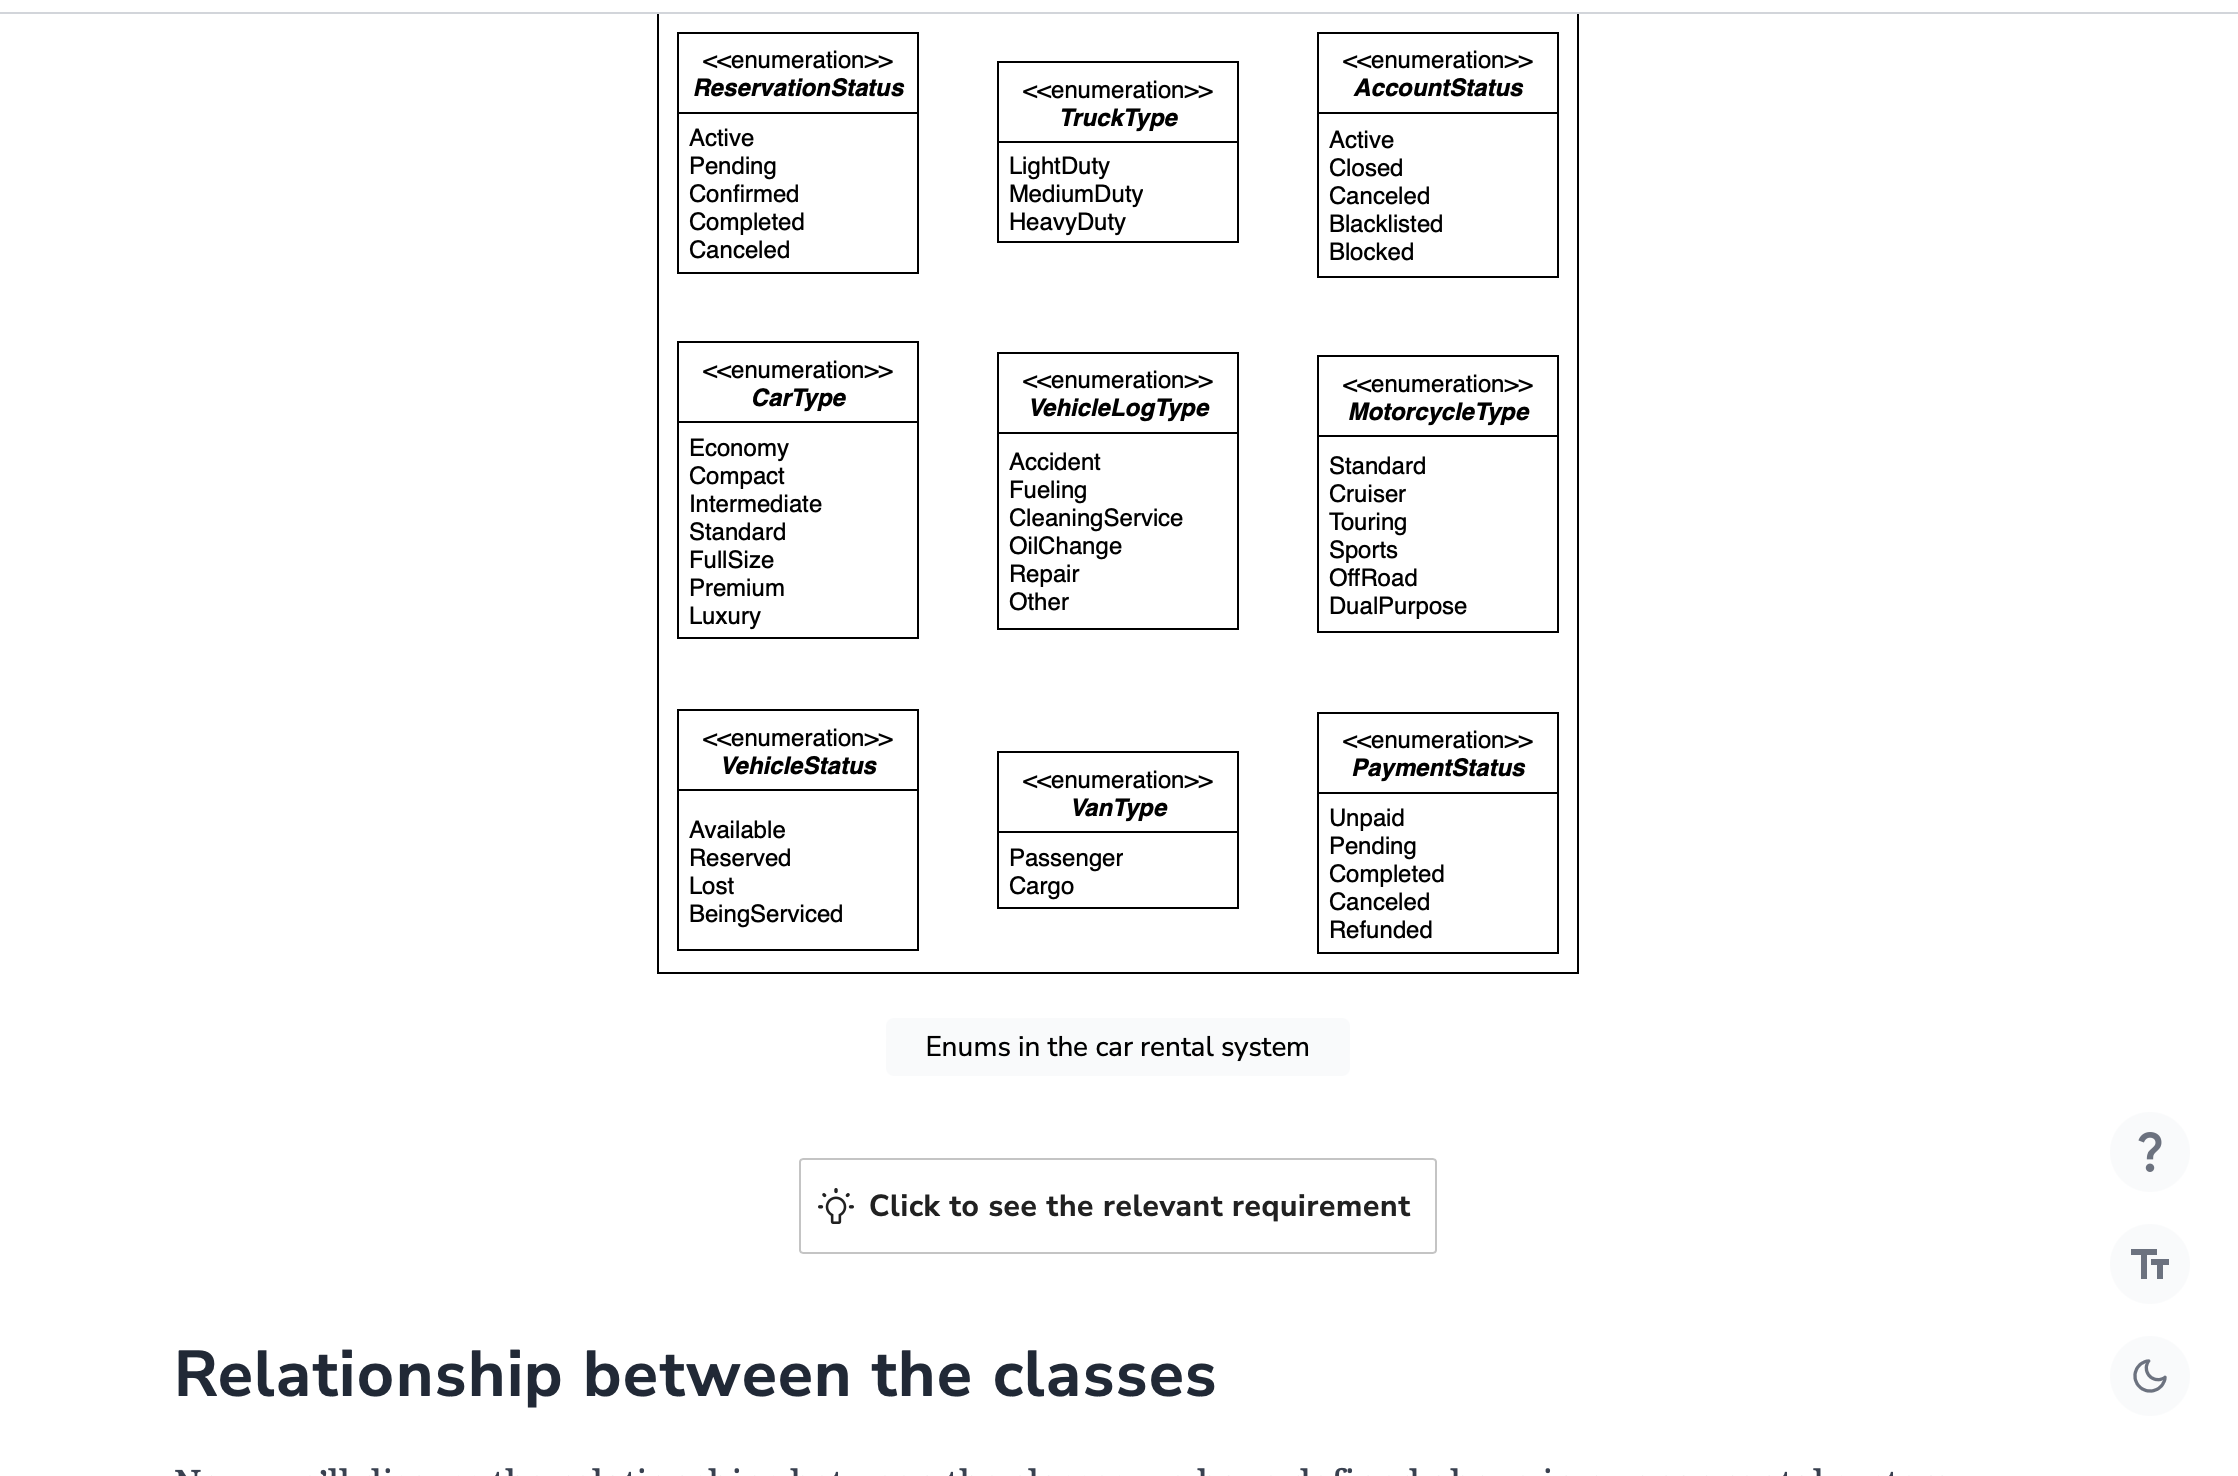 <<enumeration>>
ReservationStatus
Active
Pending
Confirmed
Completed
Canceled
<<enumeration>>
TruckType
LightDuty
MediumDuty
HeavyDuty
<<enumeration>>
AccountStatus
Active
Closed
Canceled
Blacklisted
Blocked
<<enumeration>>
CarType
Economy
Compact
Intermediate
Standard
FullSize
Premium
Luxury
<<enumeration>>
VehicleLogType
Accident
Fueling
CleaningService
OilChange
Repair
Other
<<enumeration>>
MotorcycleType
Standard
Cruiser
Touring
Sports
OffRoad
DualPurpose
<<enumeration>>
VehicleStatus
Available
Reserved
Lost
BeingServiced
<<enumeration>>
VanType
Passenger
Cargo
<<enumeration>>
PaymentStatus
Unpaid
Pending
Completed
Canceled
Refunded
Enums in the car rental system
Click to see the relevant requirement
?
Tт
Relationship between the classes